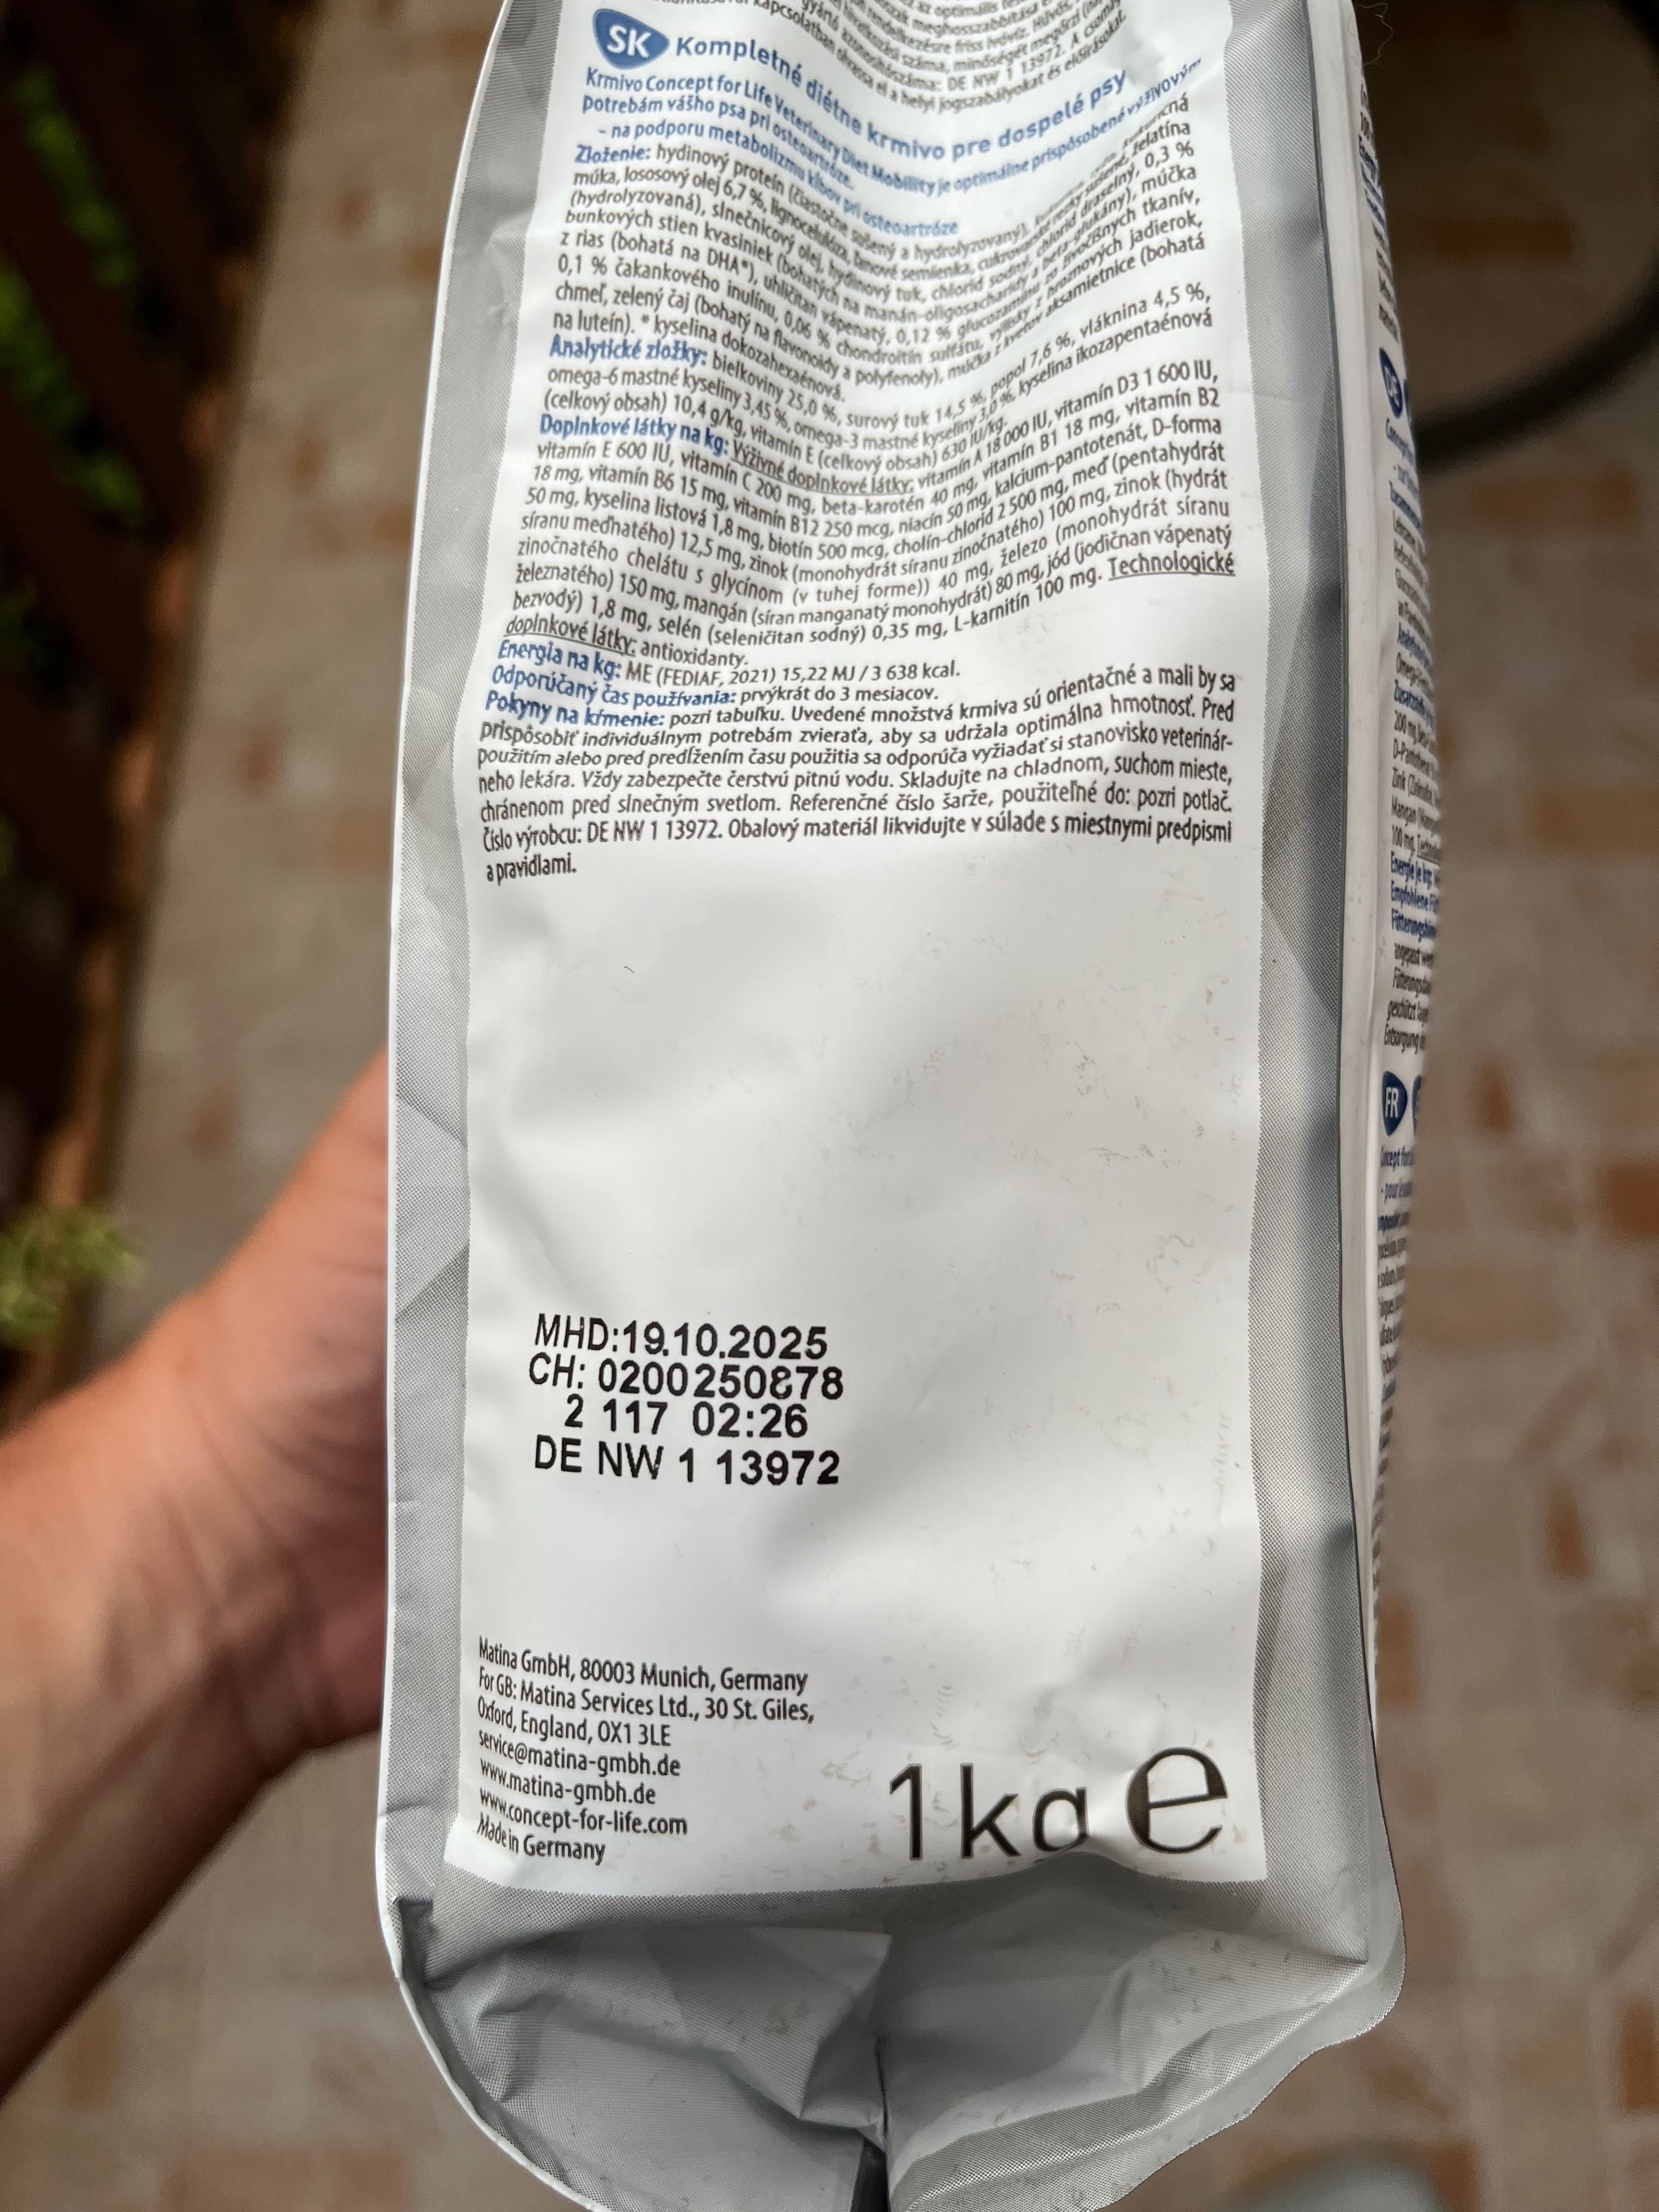 SK Kompletné diétne krmivo pre dospelé psy
Krmivo Concept for Life Veterinary Diet Mobility je optimálne prispôsobené výživovým
potrebám vášho psa pri osteoartróze.
- na podporu metabolizmu kĺbov pri osteoartróze
Zloženie: hydinový proteín (čiastočne sušený a hydrolyzovaný),
múka, lososový olej 6,7 %, lignocelulóza, ľanové semienka, cukrovarské rezky sušené, želatína
(hydrolyzovaná), slnečnicový olej, hydinový tuk, chlorid sodný, chlorid draselný, 0,3 %
bunkových stien kvasiniek (bohatých na manán-oligosacharidy a beta-glukány), múčka
z rias (bohatá na DHA*), uhličitan vápenatý, 0,12 % glucozamínu zo živočíšnych tkanív,
0,1 % čakankového inulínu, 0,06 % chondroitín sulfátu, výlisky z hroznových jadierok,
chmeľ, zelený čaj (bohatý na flavonoidy a polyfenoly), múčka z kvetov aksamietnice (bohatá
na luteín). * kyselina dokozahexaénová.
Analytické zložky: bielkoviny 25,0 %, surový tuk 14,5 %, popol 7,6 %, vláknina 4,5 %,
omega-6 mastné kyseliny 3,45 %, omega-3 mastné kyseliny 3,0 %, kyselina ikozapentaénová
(celkový obsah) 10,4 g/kg, vitamín E (celkový obsah) 630 IU/kg.
Doplnkové látky na kg: Výživné doplnkové látky: vitamín A 18 000 IU, vitamín D3 1 600 IU,
vitamín E 600 IU, vitamín C 200 mg, beta-karotén 40 mg, vitamín B1 18 mg, vitamín B2
18 mg, vitamín B6 15 mg, vitamín B12 250 mcg, niacín 50 mg, kalcium-pantotenát, D-forma
50 mg, kyselina listová 1,8 mg, biotín 500 mcg, cholín-chlorid 2 500 mg, meď (pentahydrát
síranu meďnatého) 12,5 mg, zinok (monohydrát síranu zinočnatého) 100 mg, zinok (hydrát
zinočnatého chelátu s glycínom (v tuhej forme)) 40 mg, železo (monohydrát síranu
železnatého) 150 mg, mangán (síran manganatý monohydrát) 80 mg, jód (jodičnan vápenatý
bezvodý) 1,8 mg, selén (seleničitan sodný) 0,35 mg, L-karnitín 100 mg. Technologické
doplnkové látky: antioxidanty.
Energia na kg: ME (FEDIAF, 2021) 15,22 MJ / 3 638 kcal.
Odporúčaný čas používania: prvýkrát do 3 mesiacov.
Pokyny na kŕmenie: pozri tabuľku. Uvedené množstvá krmiva sú orientačné a mali by sa
prispôsobiť individuálnym potrebám zvieraťa, aby sa udržala optimálna hmotnosť. Pred
použitím alebo pred predĺžením času použitia sa odporúča vyžiadať si stanovisko veterinár-
neho lekára. Vždy zabezpečte čerstvú pitnú vodu. Skladujte na chladnom, suchom mieste,
chránenom pred slnečným svetlom. Referenčné číslo šarže, použiteľné do: pozri potlač.
Číslo výrobcu: DE NW 1 13972. Obalový materiál likvidujte v súlade s miestnymi predpismi
a pravidlami.
MHD:19.10.2025
CH: 0200250878
2 117 02:26
DE NW 1 13972
Matina GmbH, 80003 Munich, Germany
For GB: Matina Services Ltd., 30 St. Giles,
Oxford, England, OX1 3LE
service@matina-gmbh.de
www.matina-gmbh.de
www.concept-for-life.com
Made in Germany
1kg e
DE
FR